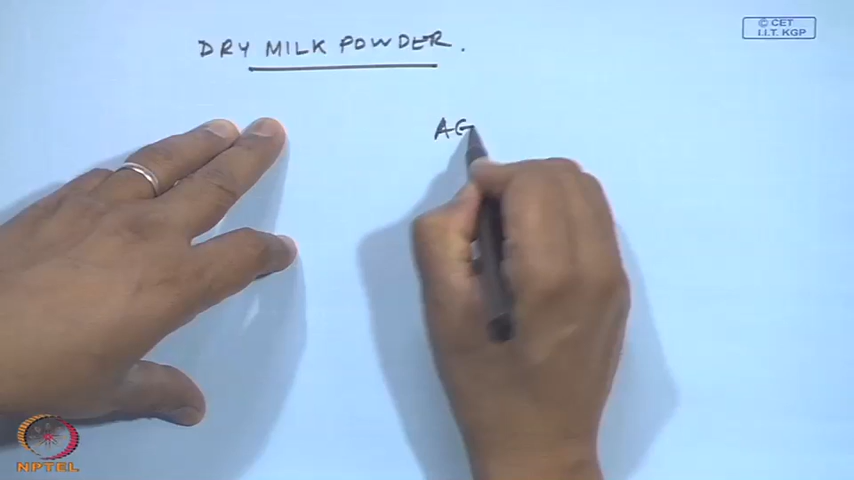 DRY MILK POWDER.
© CET
I.I.T. KGP
AG
NPTEL